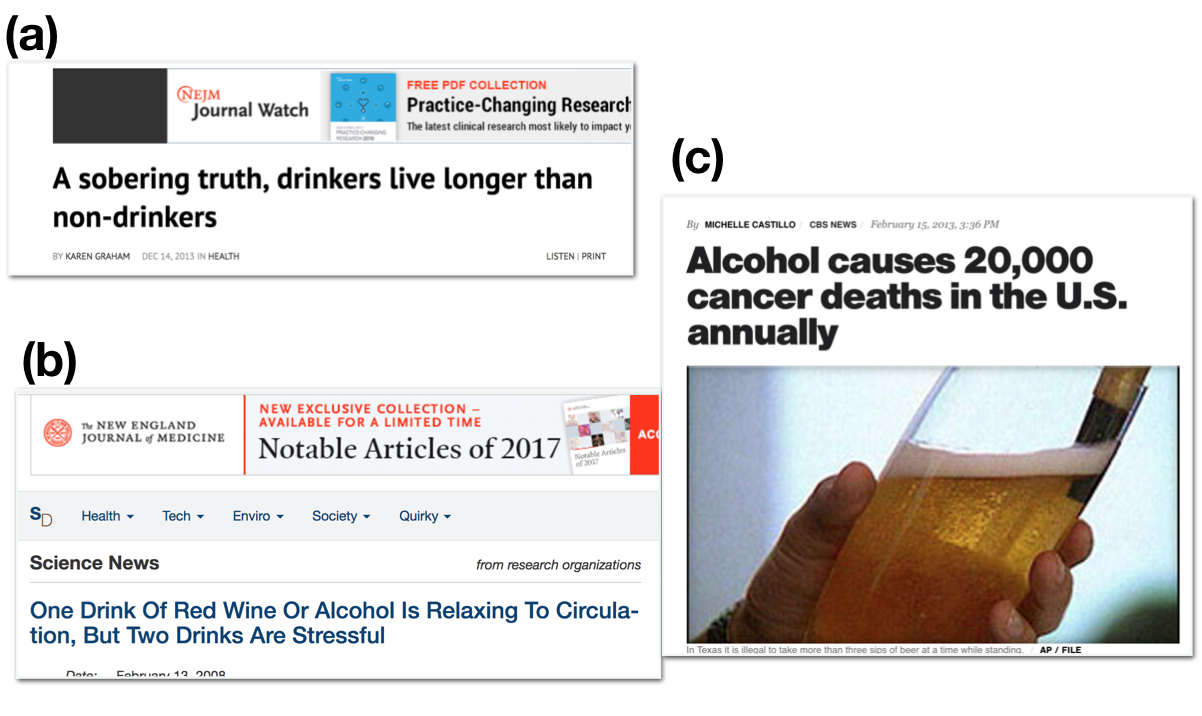 (a)
NEJM
Journal Watch
FREE PDF COLLECTION
Practice-Changing Research
The latest clinical research most likely to impact y
PRACTICE-CHANGING
RESEARCH 2019
A sobering truth, drinkers live longer than
non-drinkers
BY KAREN GRAHAM DEC 14, 2013 IN HEALTH
LISTEN | PRINT
(b)
The NEW ENGLAND
JOURNAL of MEDICINE
NEW EXCLUSIVE COLLECTION –
AVAILABLE FOR A LIMITED TIME
Notable Articles of 2017
Notable Articles
of 2017
ACC
SD
Health
Tech
Enviro
Society
Quirky
Science News
from research organizations
One Drink Of Red Wine Or Alcohol Is Relaxing To Circula-
tion, But Two Drinks Are Stressful
Date: February 13, 2008
(c)
By MICHELLE CASTILLO / CBS NEWS / February 15, 2013, 3:36 PM
Alcohol causes 20,000
cancer deaths in the U.S.
annually
In Texas it is illegal to take more than three sips of beer at a time while standing. / AP / FILE